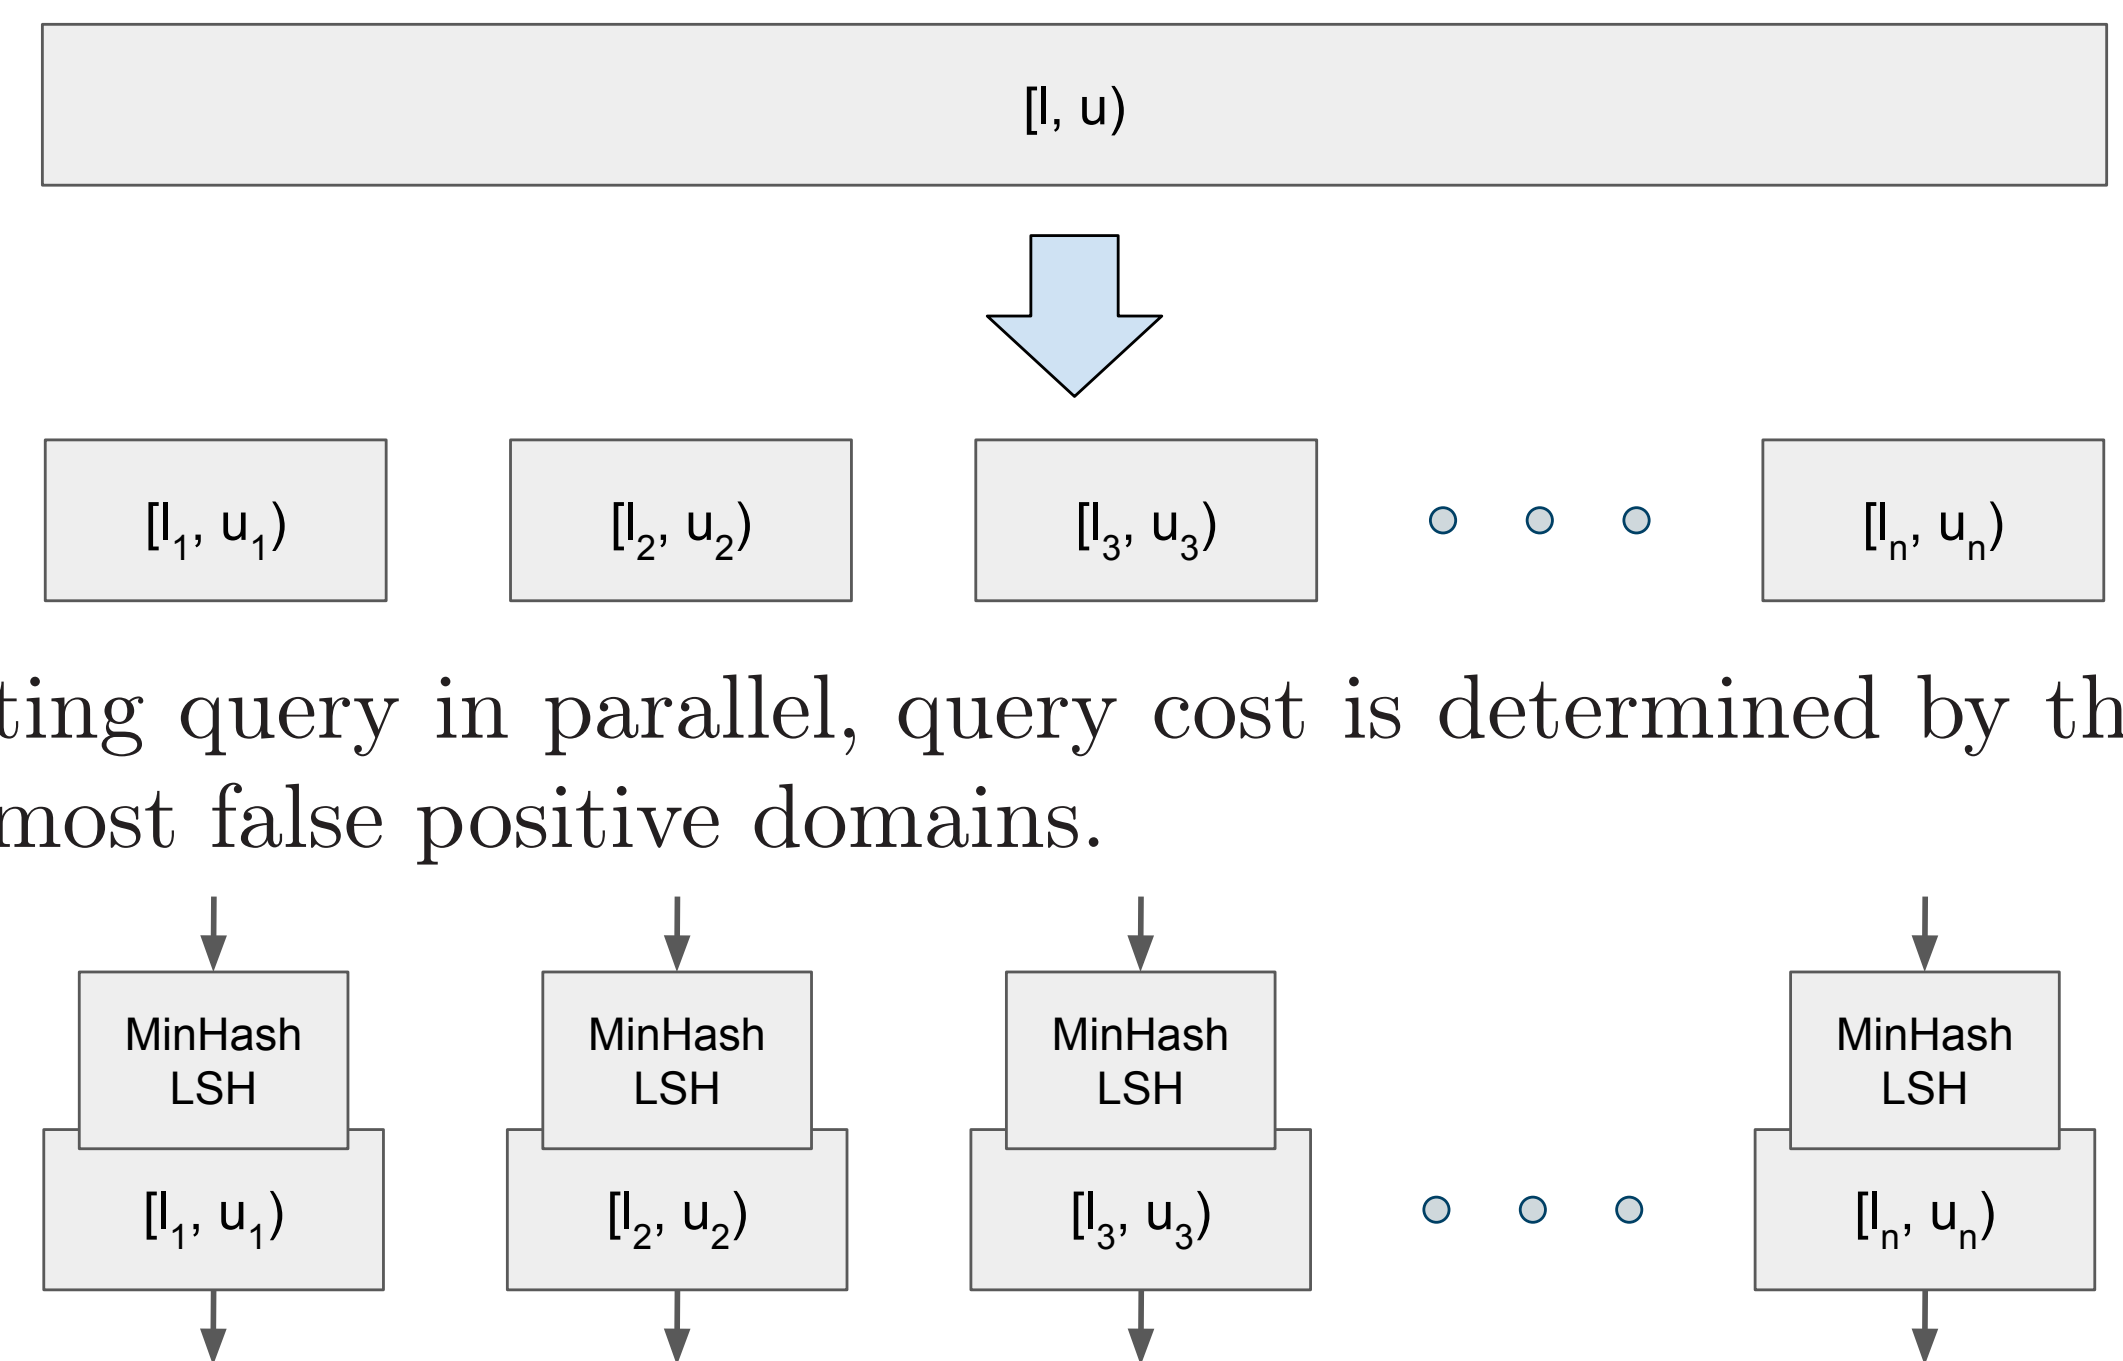 [l, u)
[l₁, u₁) [l₂, u₂) [l₃, u₃) [lₙ, uₙ)
ting query in parallel, query cost is determined by th
most false positive domains.
MinHash MinHash MinHash MinHash
LSH LSH LSH LSH
[l₁, u₁) [l₂, u₂) [l₃, u₃) [lₙ, uₙ)